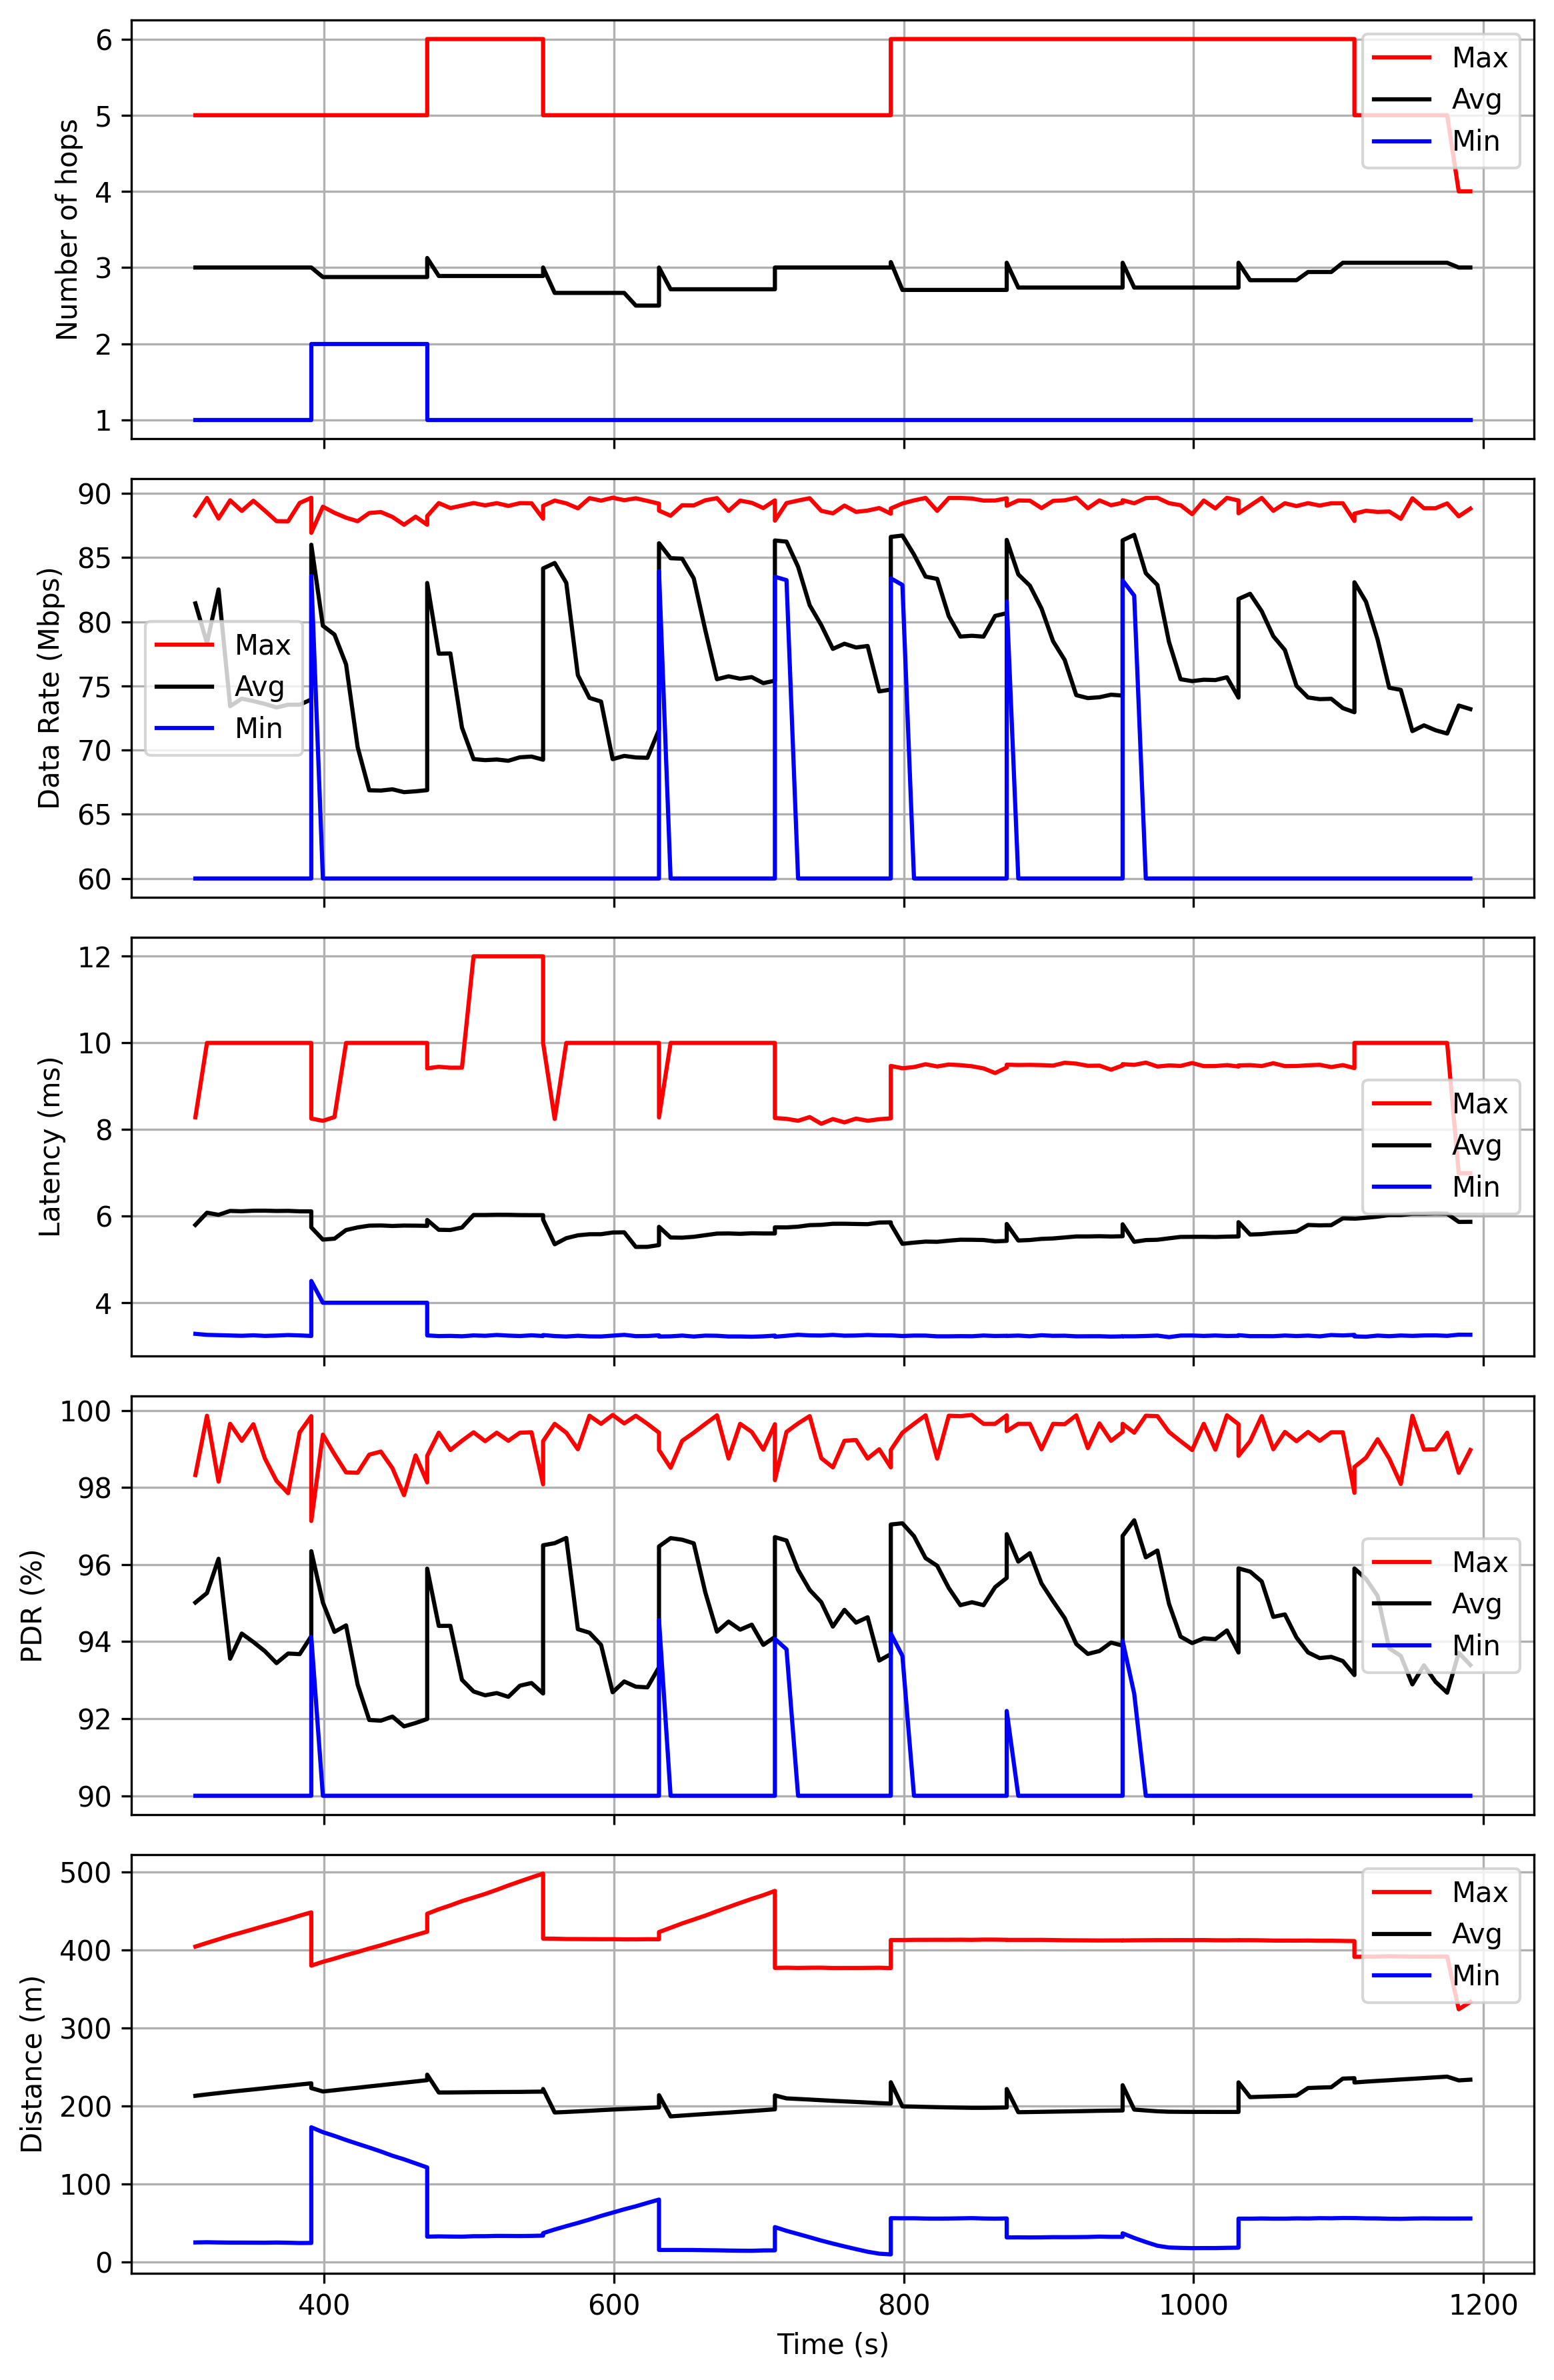 6
5
4
3
2
1
Number of hops
Max
Avg
Min
90
85
80
75
70
65
60
Data Rate (Mbps)
Max
Avg
Min
12
10
8
6
4
Latency (ms)
Max
Avg
Min
100
98
96
94
92
90
PDR (%)
Max
Avg
Min
500
400
300
200
100
0
Distance (m)
Max
Avg
Min
400 600 800 1000 1200
Time (s)